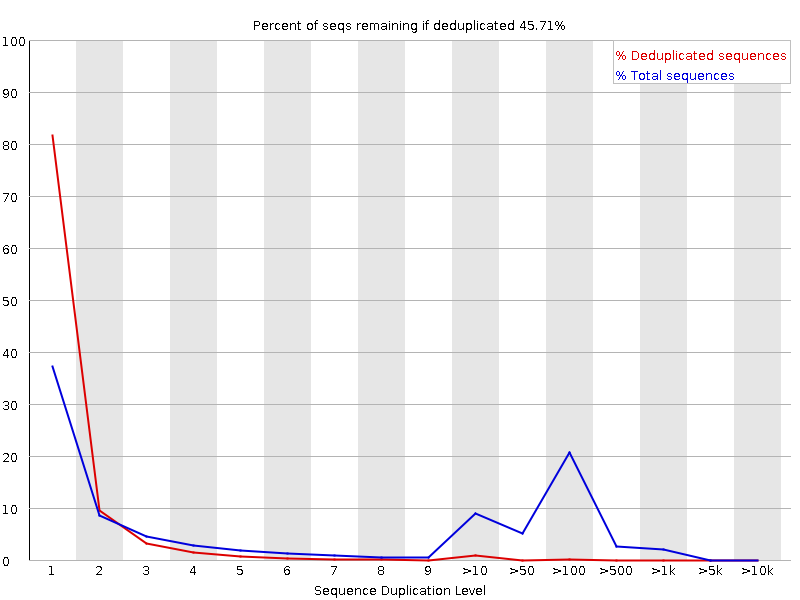 Percent of seqs remaining if deduplicated 45.71%
% Deduplicated sequences
% Total sequences
100
90
80
70
60
50
40
30
20
10
0
1 2 3 4 5 6 7 8 9 >10 >50 >100 >500 >1k >5k >10k
Sequence Duplication Level